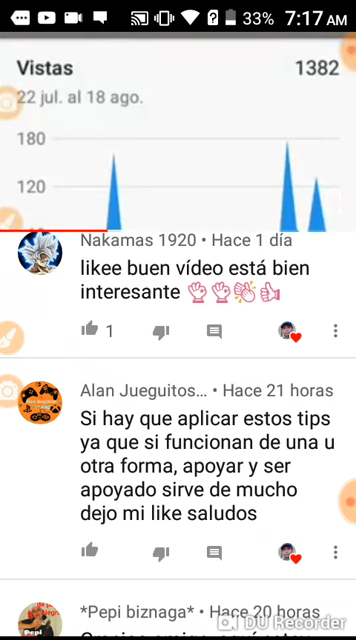 33% 7:17 AM
Vistas 1382
22 jul. al 18 ago.
180
120
Nakamas 1920 • Hace 1 día
likee buen vídeo está bien
interesante 👌👌👏👍
1
Alan Jueguitos... • Hace 21 horas
Si hay que aplicar estos tips
ya que si funcionan de una u
otra forma, apoyar y ser
apoyado sirve de mucho
dejo mi like saludos
*Pepi biznaga* • Hace 20 horas
DU Recorder